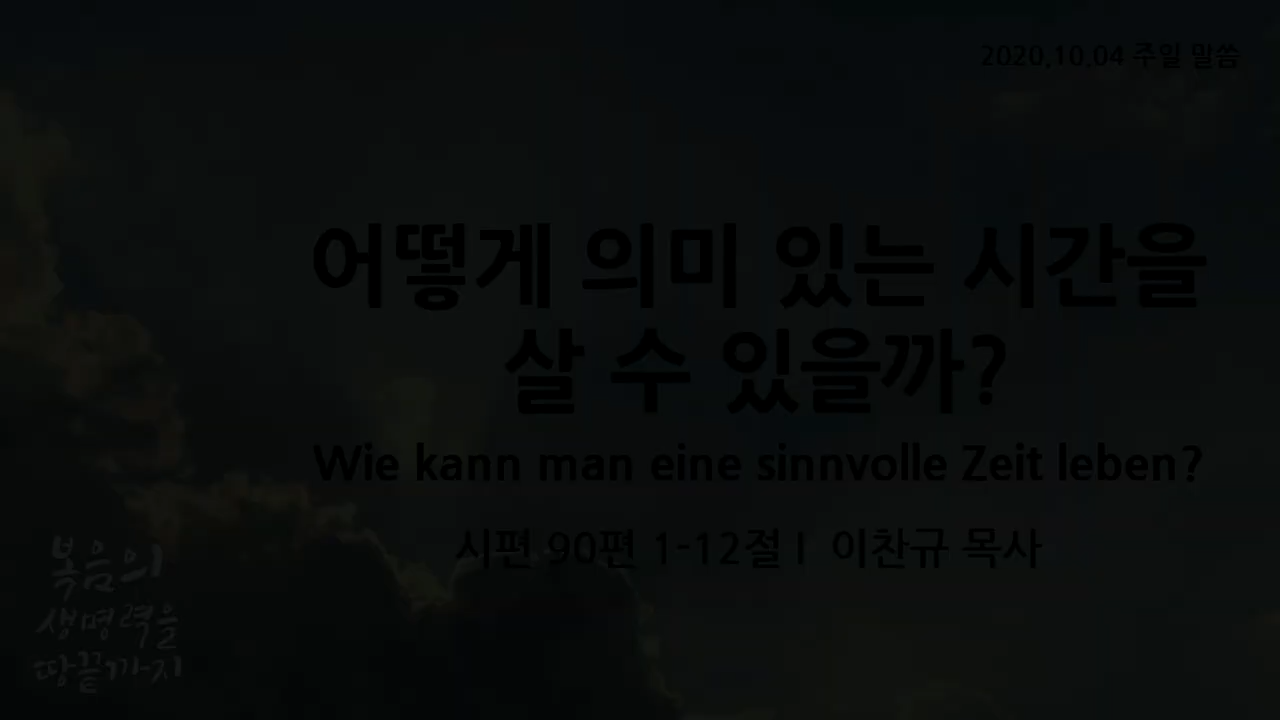 2020.10.04 주일 말씀
어떻게 의미 있는 시간을
살 수 있을까?
Wie kann man eine sinnvolle Zeit leben?
시편 90편 1-12절 I 이찬규 목사
복음의
생명력을
땅끝까지